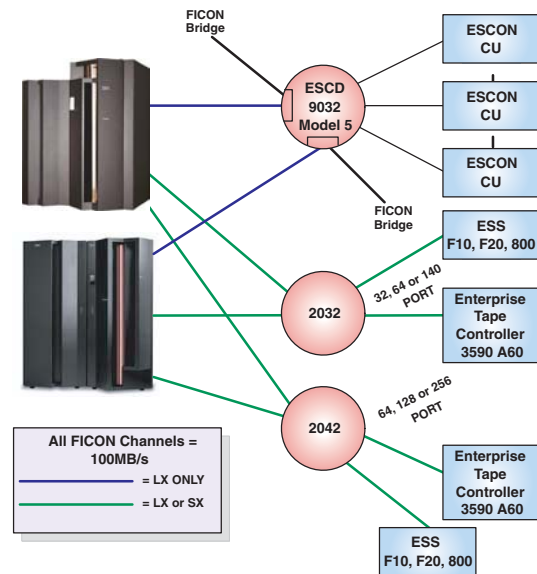 FICON
Bridge
ESCD
9032
Model 5
ESCON
CU
ESCON
CU
ESCON
CU
FICON
Bridge
ESS
F10, F20, 800
32, 64 or 140
PORT
2032
Enterprise
Tape
Controller
3590 A60
64, 128 or 256
PORT
2042
All FICON Channels =
100MB/s
= LX ONLY
= LX or SX
Enterprise
Tape
Controller
3590 A60
ESS
F10, F20, 800